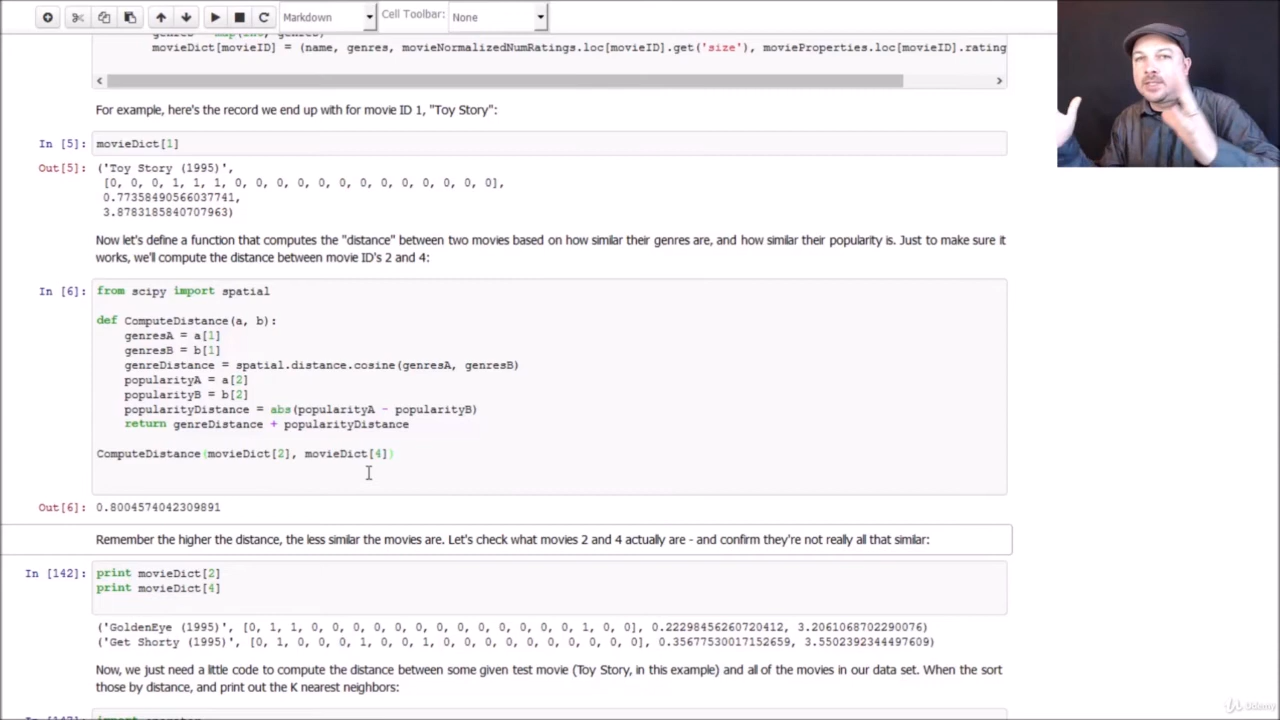 Markdown
Cell Toolbar:
None
movieDict[movieID] = (name, genres, movieNormalizedNumRatings.loc[movieID].get('size'), movieProperties.loc[movieID].rating
For example, here's the record we end up with for movie ID 1, "Toy Story":
In [5]: movieDict[1]
Out[5]: ('Toy Story (1995)',
[0, 0, 0, 1, 1, 1, 0, 0, 0, 0, 0, 0, 0, 0, 0, 0, 0, 0, 0],
0.77358490566037741,
3.8783185840707963)
Now let's define a function that computes the "distance" between two movies based on how similar their genres are, and how similar their popularity is. Just to make sure it
works, we'll compute the distance between movie ID's 2 and 4:
In [6]: from scipy import spatial
def ComputeDistance(a, b):
genresA = a[1]
genresB = b[1]
genreDistance = spatial.distance.cosine(genresA, genresB)
popularityA = a[2]
popularityB = b[2]
popularityDistance = abs(popularityA - popularityB)
return genreDistance + popularityDistance
ComputeDistance(movieDict[2], movieDict[4])
Out[6]: 0.8004574042309891
Remember the higher the distance, the less similar the movies are. Let's check what movies 2 and 4 actually are - and confirm they're not really all that similar:
In [142]: print movieDict[2]
print movieDict[4]
('GoldenEye (1995)', [0, 1, 1, 0, 0, 0, 0, 0, 0, 0, 0, 0, 0, 0, 0, 0, 1, 0, 0], 0.22298456260720412, 3.2061068702290076)
('Get Shorty (1995)', [0, 1, 0, 0, 0, 1, 0, 0, 1, 0, 0, 0, 0, 0, 0, 0, 0, 0, 0], 0.35677530017152659, 3.5502392344497609)
Now, we just need a little code to compute the distance between some given test movie (Toy Story, in this example) and all of the movies in our data set. When the sort
those by distance, and print out the K nearest neighbors:
Udemy